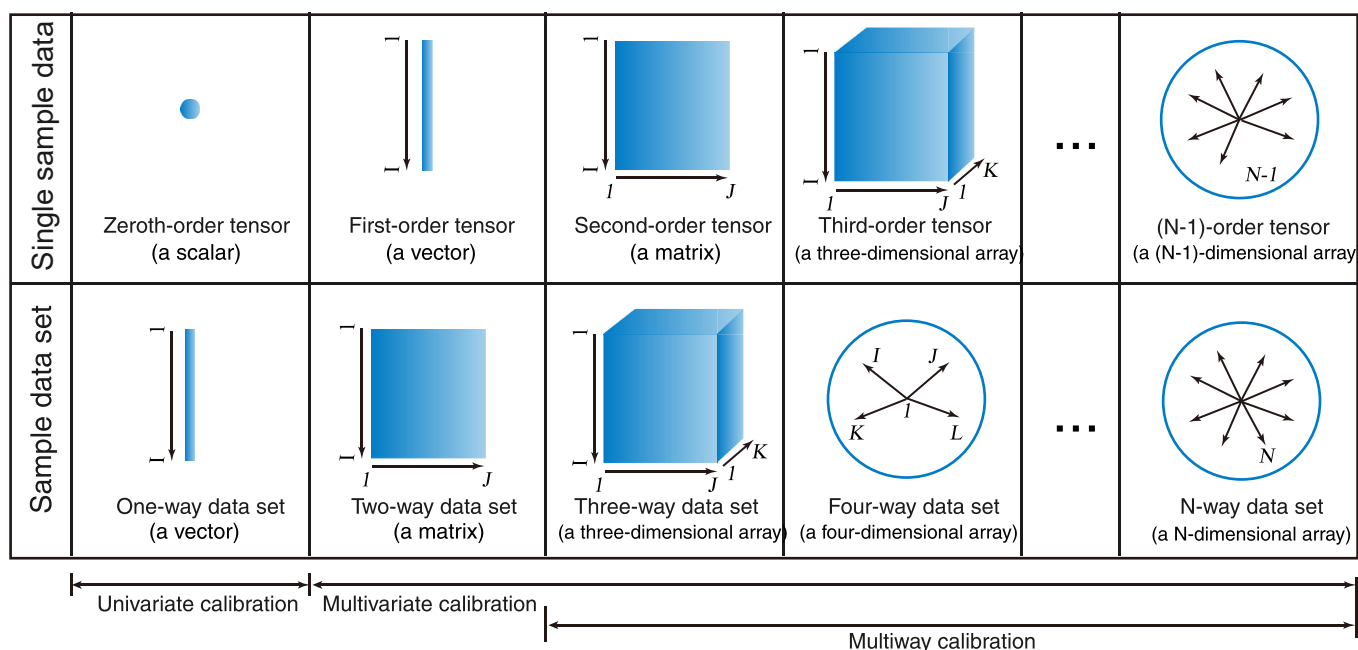 Single sample data
I
I
I
1
I
J
I
1
I
J
1
K
...
N-1
Zeroth-order tensor
(a scalar)
First-order tensor
(a vector)
Second-order tensor
(a matrix)
Third-order tensor
(a three-dimensional array)
(N-1)-order tensor
(a (N-1)-dimensional array)
Sample data set
I
I
I
I
1
J
I
I
1
J
1
K
I
J
K
1
L
...
N
One-way data set
(a vector)
Two-way data set
(a matrix)
Three-way data set
(a three-dimensional array)
Four-way data set
(a four-dimensional array)
N-way data set
(a N-dimensional array)
Univariate calibration
Multivariate calibration
Multiway calibration